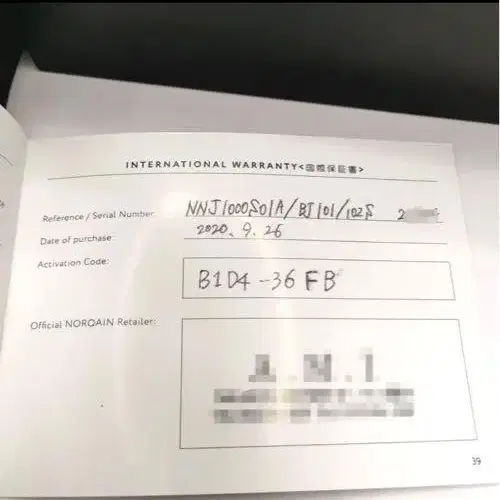 INTERNATIONAL WARRANTY<国際保証書>
Reference / Serial Number: NNJ1000S01A/BJ101/102S 2
Date of purchase: 2020. 9. 26
Activation Code:
B1D4-36FB
Official NORQAIN Retailer:
39